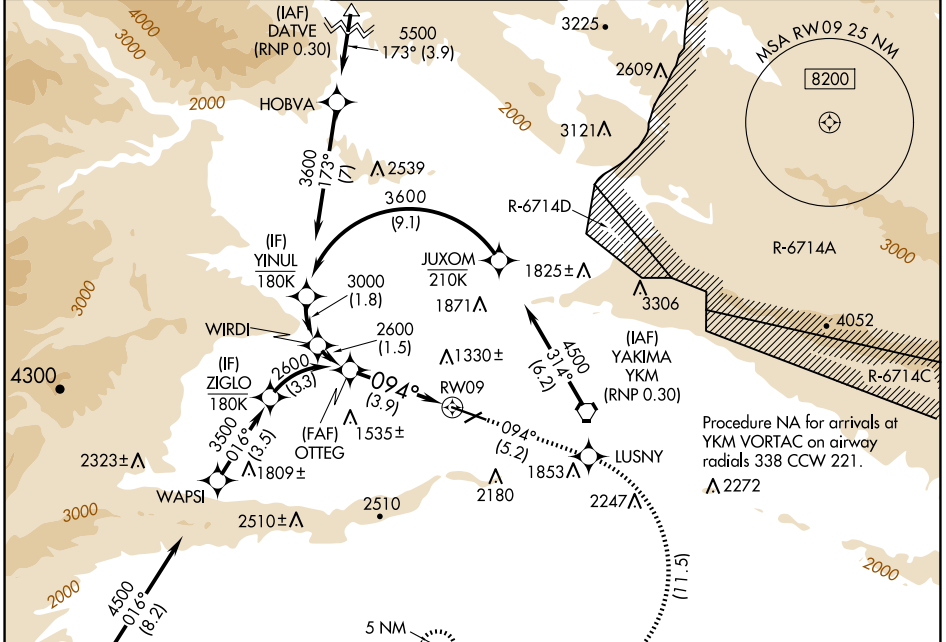 4000
3000
(IAF)
DATVE
(RNP 0.30)
5500
173° (3.9)
3225
2609
MSA RW09 25 NM
8200
HOBVA
2000
2000
3121
3600
173°
(7)
2539
3600
(9.1)
R-6714D
R-6714A
3000
(IF)
YINUL
180K
JUXOM
210K
1825±
3000
3000
(1.8)
1871
3306
WIRDI
2600
(1.5)
4052
(IF)
ZIGLO
180K
2600
(3.3)
1330±
4500
314°
(6.2)
(IAF)
YAKIMA
YKM
(RNP 0.30)
R-6714C
4300
094°
(3.9)
RW09
3500
016°
(3.5)
(FAF)
OTTEG
1535±
094°
(5.2)
LUSNY
Procedure NA for arrivals at
YKM VORTAC on airway
radials 338 CCW 221.
2323±
1809±
1853
WAPSI
2180
2247
2272
3000
2510±
2510
2000
4500
016°
(8.2)
(11.5)
2000
5 NM